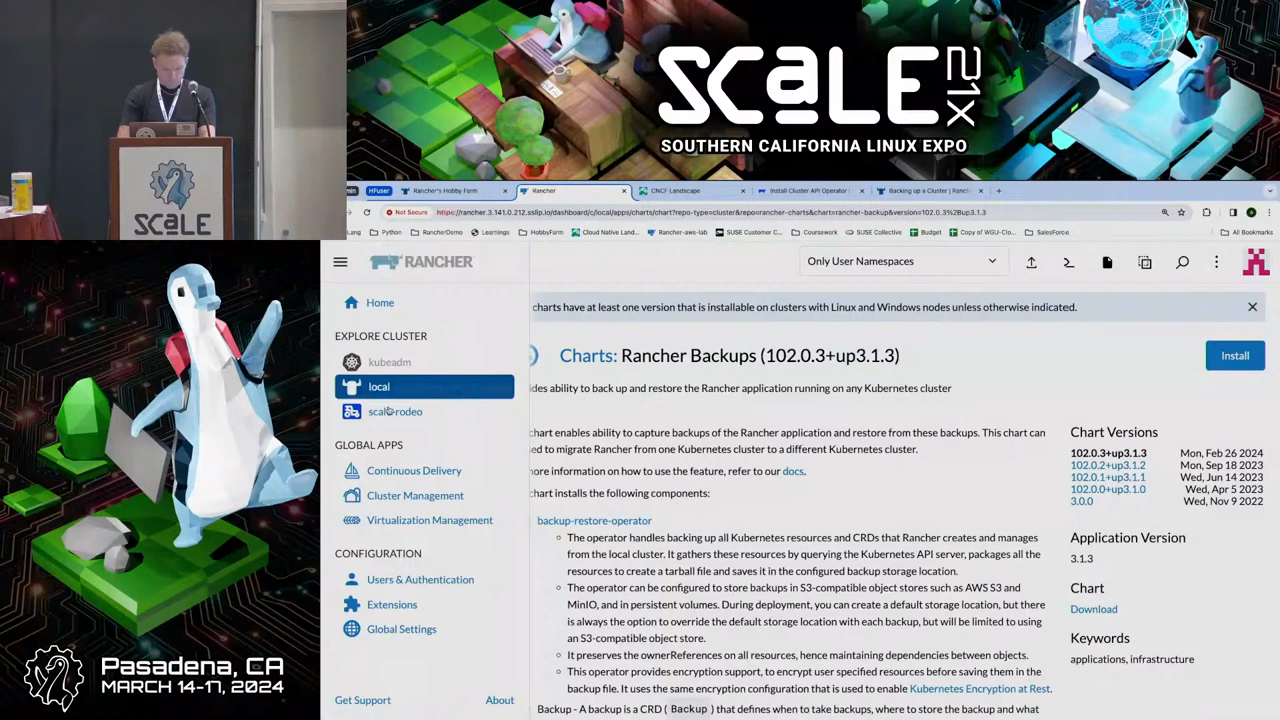 SCaLE 21X
SOUTHERN CALIFORNIA LINUX EXPO
SCaLE
HFuser
Rancher's Hobby Farm
Rancher
CNCF Landscape
Install Cluster API Operator
Backing up a Cluster | Ranch
Not Secure
https://rancher.3.141.0.212.sslip.io/dashboard/c/local/apps/charts/chart?repo-type=cluster&repo=rancher-charts&chart=rancher-backup&version=102.0.3%2Bup3.1.3
Lang
Python
RancherDemo
Learnings
HobbyFarm
Cloud Native Land...
Rancher-aws-lab
SUSE Customer C...
Coursework
SUSE Collective
Budget
Copy of WGU-Clo...
SalesForce
All Bookmarks
RANCHER
Only User Namespaces
Home
EXPLORE CLUSTER
kubeadm
local
scale-rodeo
GLOBAL APPS
Continuous Delivery
Cluster Management
Virtualization Management
CONFIGURATION
Users & Authentication
Extensions
Global Settings
Get Support
About
charts have at least one version that is installable on clusters with Linux and Windows nodes unless otherwise indicated.
Charts: Rancher Backups (102.0.3+up3.1.3)
Install
des ability to back up and restore the Rancher application running on any Kubernetes cluster
chart enables ability to capture backups of the Rancher application and restore from these backups. This chart can
ed to migrate Rancher from one Kubernetes cluster to a different Kubernetes cluster.
ore information on how to use the feature, refer to our docs.
chart installs the following components:
backup-restore-operator
The operator handles backing up all Kubernetes resources and CRDs that Rancher creates and manages
from the local cluster. It gathers these resources by querying the Kubernetes API server, packages all the
resources to create a tarball file and saves it in the configured backup storage location.
The operator can be configured to store backups in S3-compatible object stores such as AWS S3 and
MinIO, and in persistent volumes. During deployment, you can create a default storage location, but there
is always the option to override the default storage location with each backup, but will be limited to using
an S3-compatible object store.
It preserves the ownerReferences on all resources, hence maintaining dependencies between objects.
This operator provides encryption support, to encrypt user specified resources before saving them in the
backup file. It uses the same encryption configuration that is used to enable Kubernetes Encryption at Rest.
Backup - A backup is a CRD ( Backup ) that defines when to take backups, where to store the backup and what
Chart Versions
102.0.3+up3.1.3 Mon, Feb 26 2024
102.0.2+up3.1.2 Mon, Sep 18 2023
102.0.1+up3.1.1 Wed, Jun 14 2023
102.0.0+up3.1.0 Wed, Apr 5 2023
3.0.0 Wed, Nov 9 2022
Application Version
3.1.3
Chart
Download
Keywords
applications, infrastructure
Pasadena, CA
MARCH 14-17, 2024